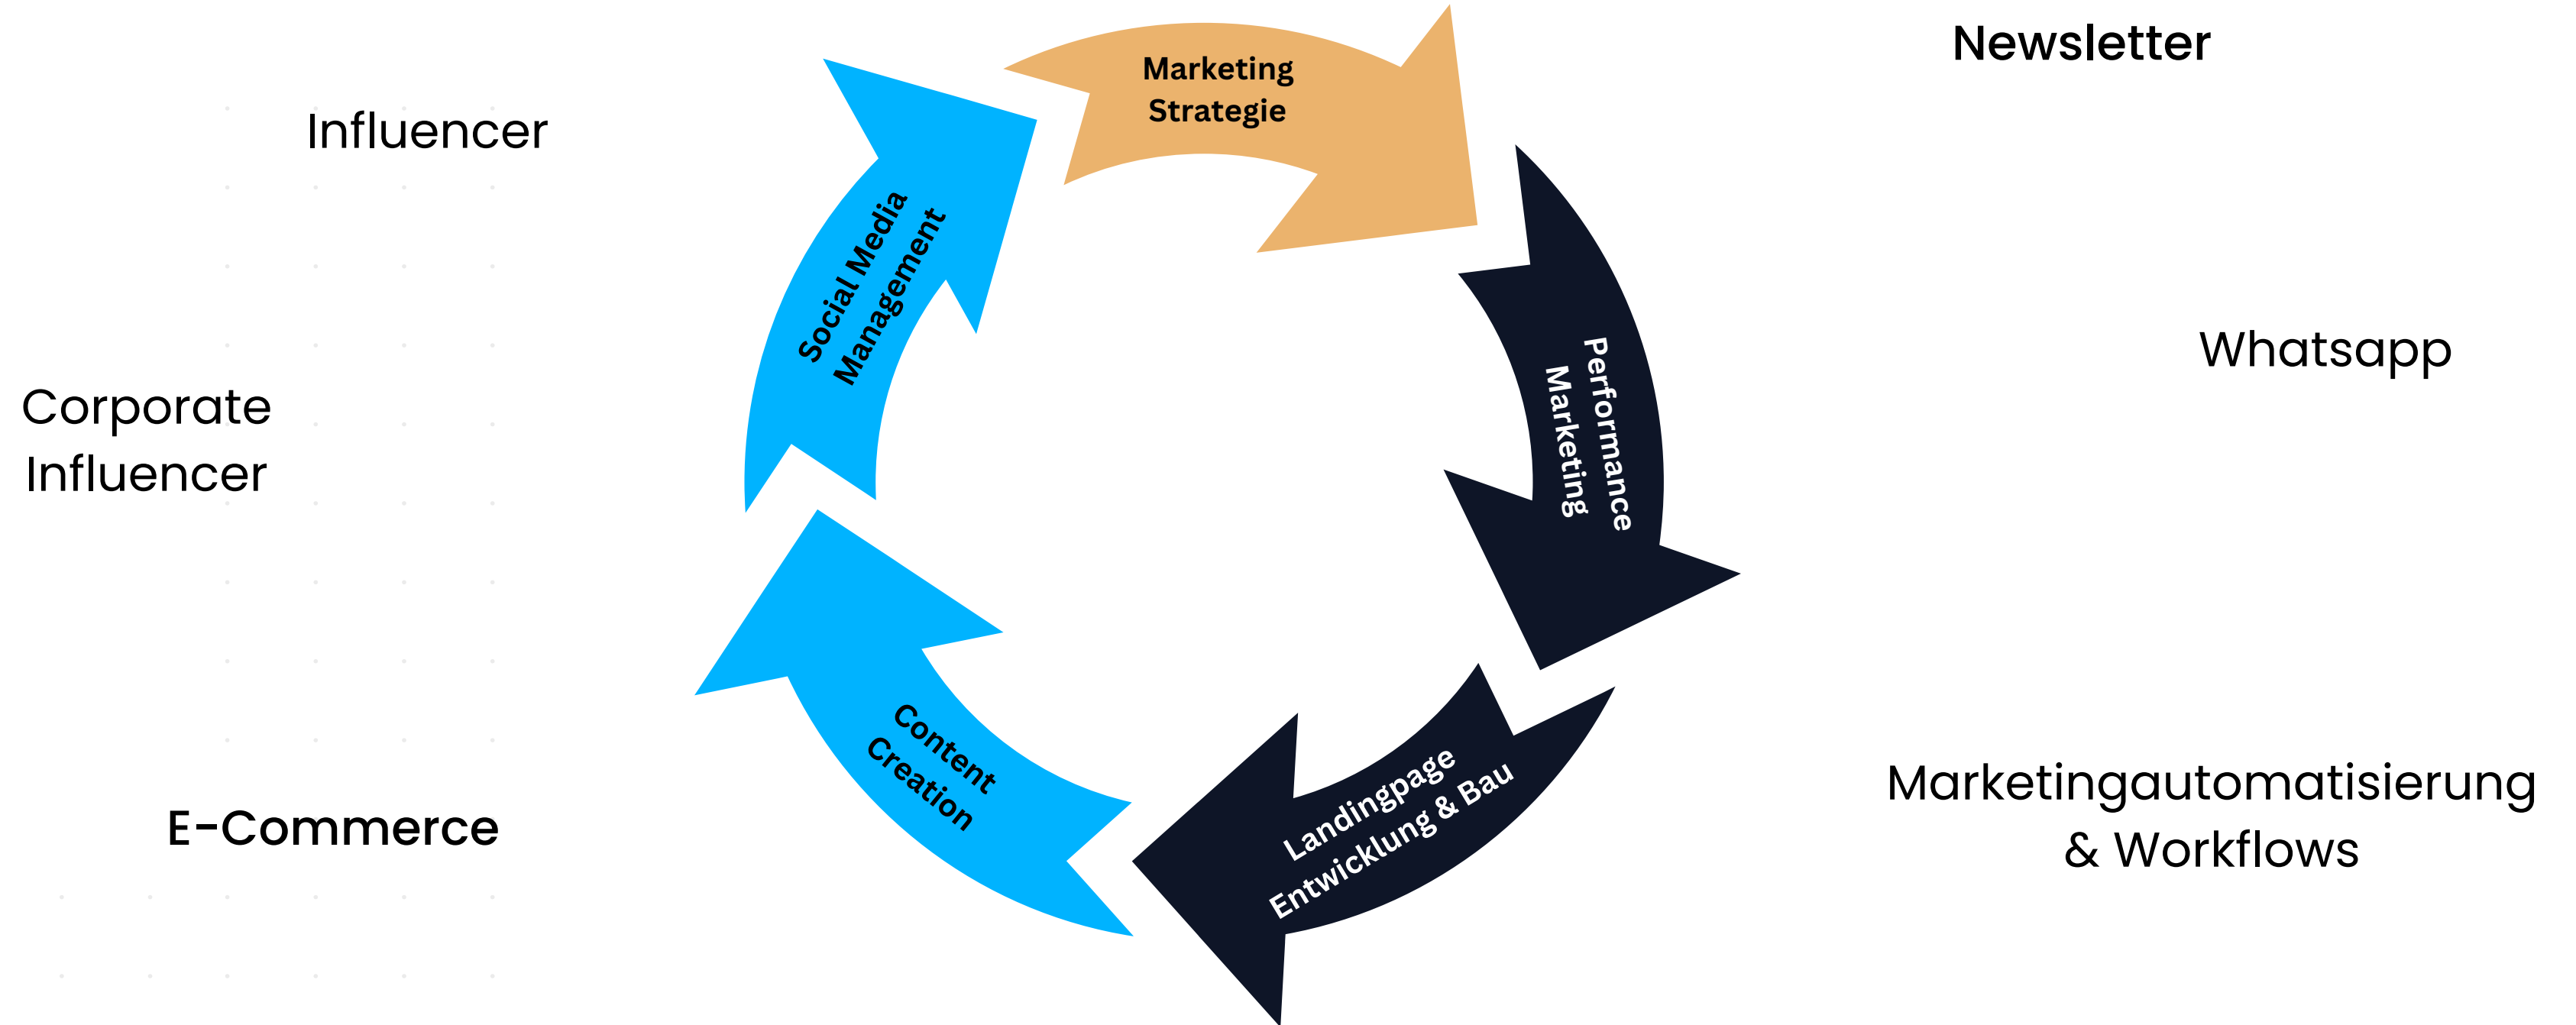 Marketing
Strategie
Newsletter
Influencer
Social Media
Management
Performance
Marketing
Whatsapp
Corporate
Influencer
Content
Creation
Landingpage
Entwicklung & Bau
E-Commerce
Marketingautomatisierung
& Workflows